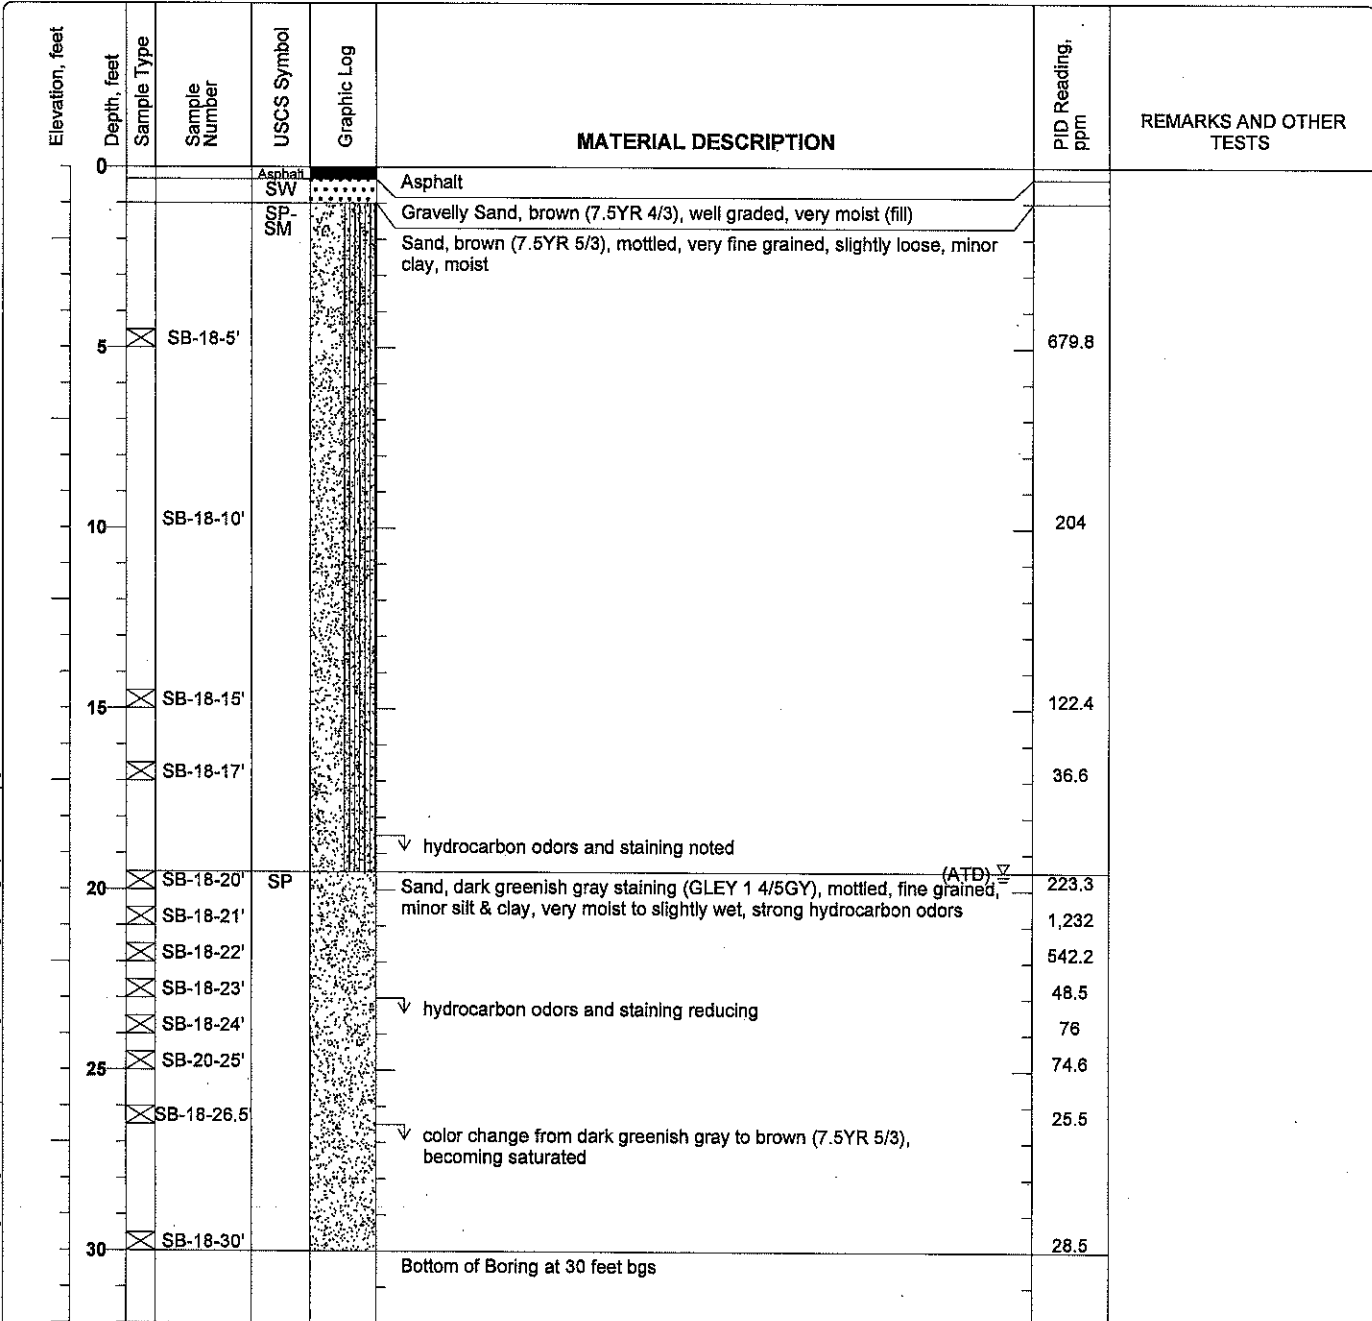 Elevation, feet
Depth, feet
Sample Type
Sample
Number
USCS Symbol
Graphic Log
MATERIAL DESCRIPTION
PID Reading,
ppm
REMARKS AND OTHER
TESTS
0
Asphalt
Asphalt
SW
SP-
SM
Gravelly Sand, brown (7.5YR 4/3), well graded, very moist (fill)
Sand, brown (7.5YR 5/3), mottled, very fine grained, slightly loose, minor
clay, moist
5 SB-18-5' 679.8
10 SB-18-10' 204
15 SB-18-15' 122.4
SB-18-17' 36.6
hydrocarbon odors and staining noted
(ATD)
20 SB-18-20' SP 223.3
Sand, dark greenish gray staining (GLEY 1 4/5GY), mottled, fine grained,
minor silt & clay, very moist to slightly wet, strong hydrocarbon odors
SB-18-21' 1,232
SB-18-22' 542.2
SB-18-23' 48.5
hydrocarbon odors and staining reducing
SB-18-24' 76
25 SB-20-25' 74.6
SB-18-26.5' 25.5
color change from dark greenish gray to brown (7.5YR 5/3),
becoming saturated
30 SB-18-30' 28.5
Bottom of Boring at 30 feet bgs